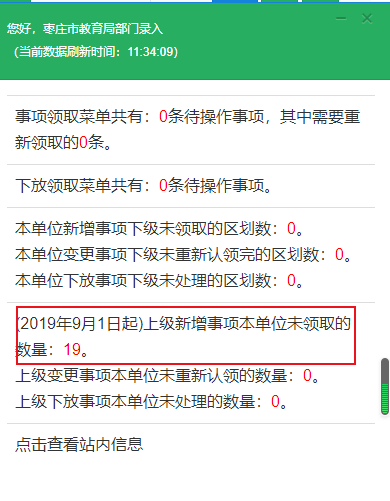 您好，枣庄市教育局部门录入
（当前数据刷新时间：11:34:09）
事项领取菜单共有：0条待操作事项，其中需要重
新领取的0条。
下放领取菜单共有：0条待操作事项。
本单位新增事项下级未领取的区划数：0。
本单位变更事项下级未重新认领完的区划数：0。
本单位下放事项下级未处理的区划数：0。
(2019年9月1日起)上级新增事项本单位未领取的
数量：19。
上级变更事项本单位未重新认领的数量：0。
上级下放事项本单位未处理的数量：0。
点击查看站内信息